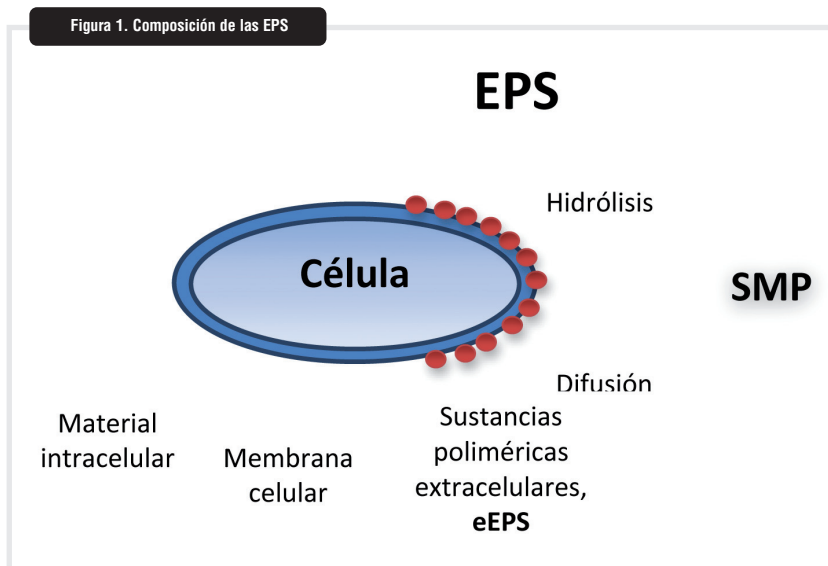 Figura 1. Composición de las EPS
EPS
Hidrólisis
Célula
SMP
Difusión
Material
intracelular
Membrana
celular
Sustancias
poliméricas
extracelulares,
eEPS